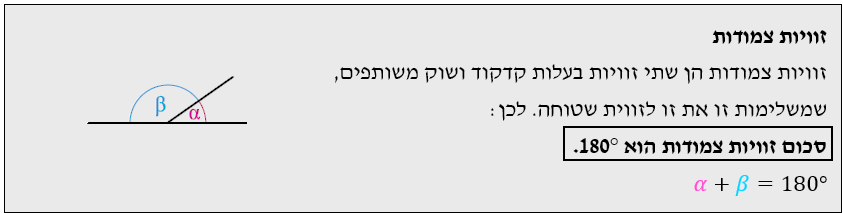 זוויות צמודות
זוויות צמודות הן שתי זוויות בעלות קדקוד ושוק משותפים,
שמשלימות זו את זו לזווית שטוחה. לכן:
סכום זוויות צמודות הוא 180°.
α + β = 180°
β
α